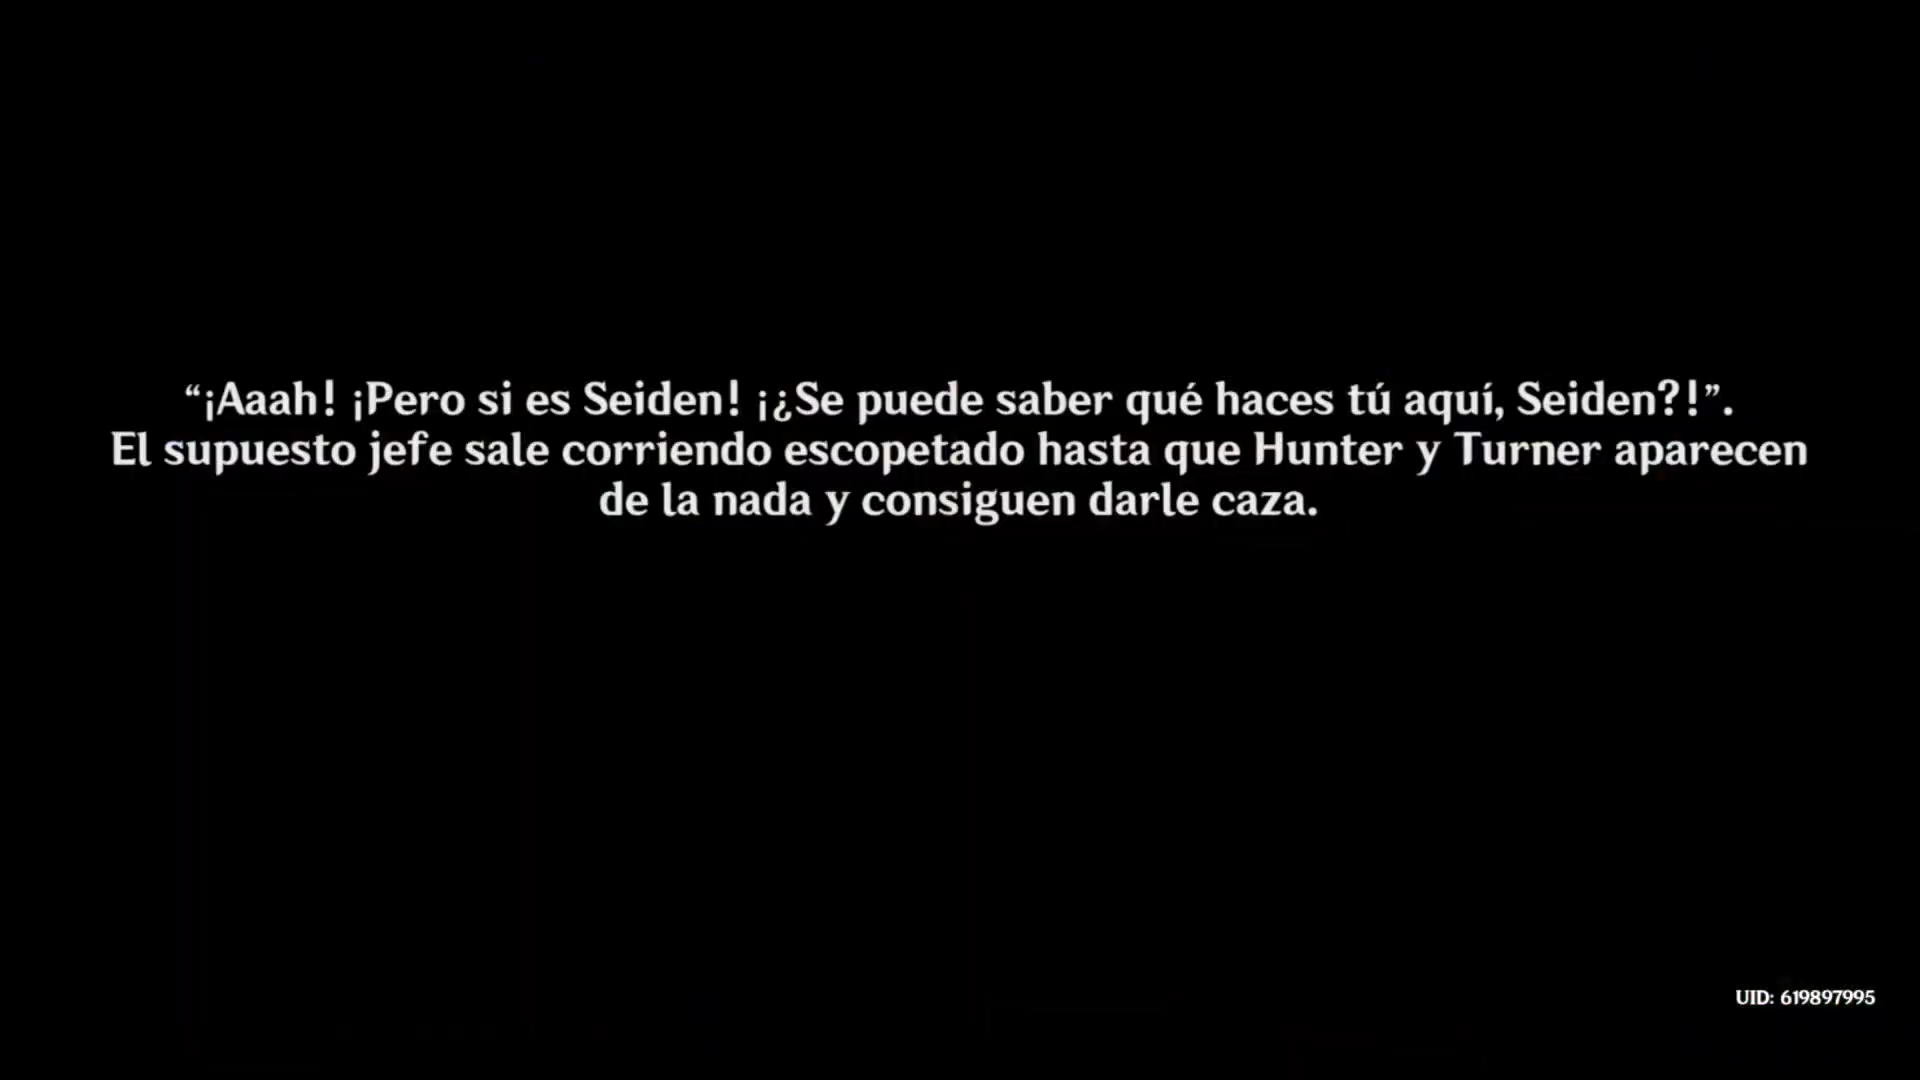 “¡Aaah! ¡Pero si es Seiden! ¡¿Se puede saber qué haces tú aquí, Seiden?!”.
El supuesto jefe sale corriendo escopetado hasta que Hunter y Turner aparecen
de la nada y consiguen darle caza.
UID: 619897995